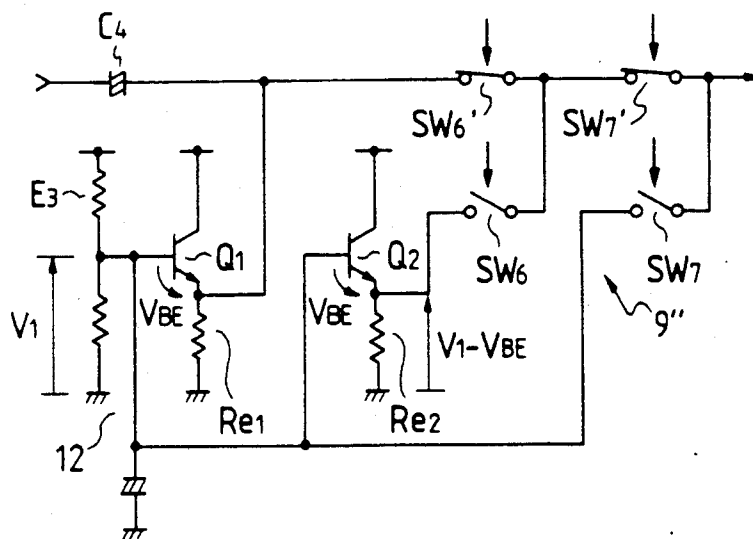 C4
SW6'
SW7'
E3
Q1
Q2
SW6
SW7
V1
VBE
VBE
V1-VBE
9"
12
Re1
Re2